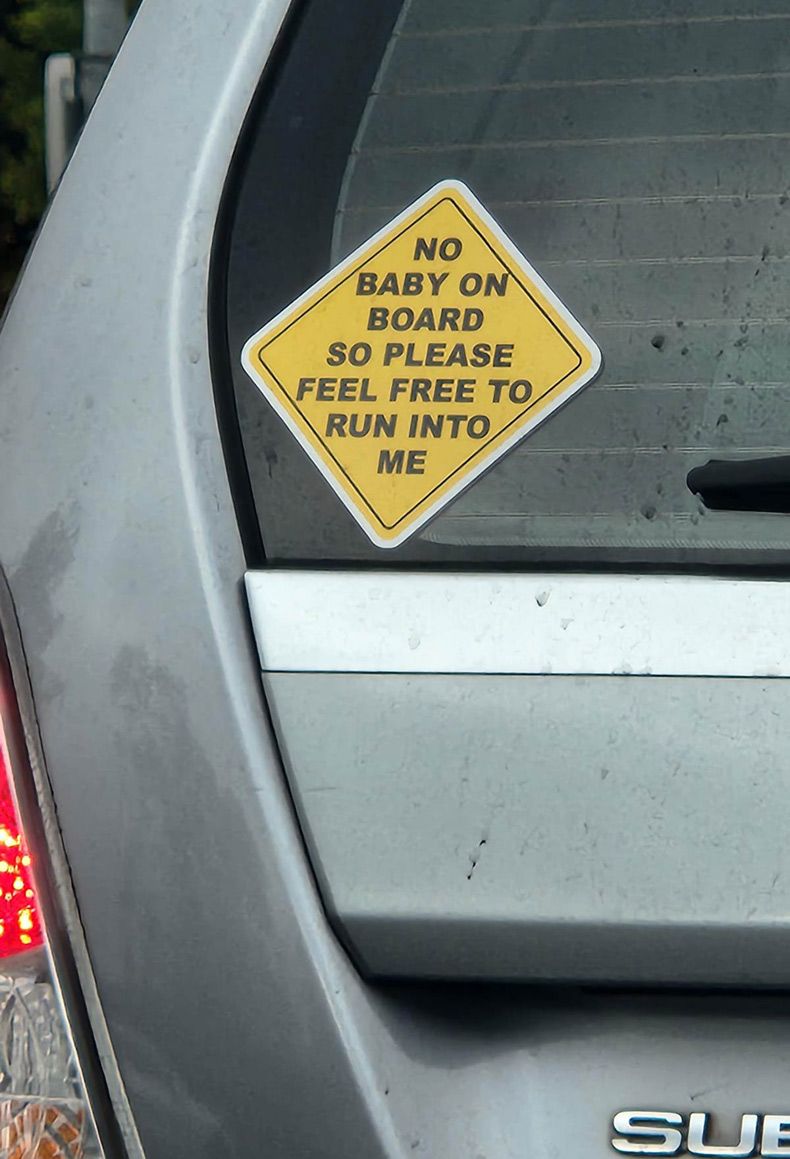 NO
BABY ON
BOARD
SO PLEASE
FEEL FREE TO
RUN INTO
ME
SUB